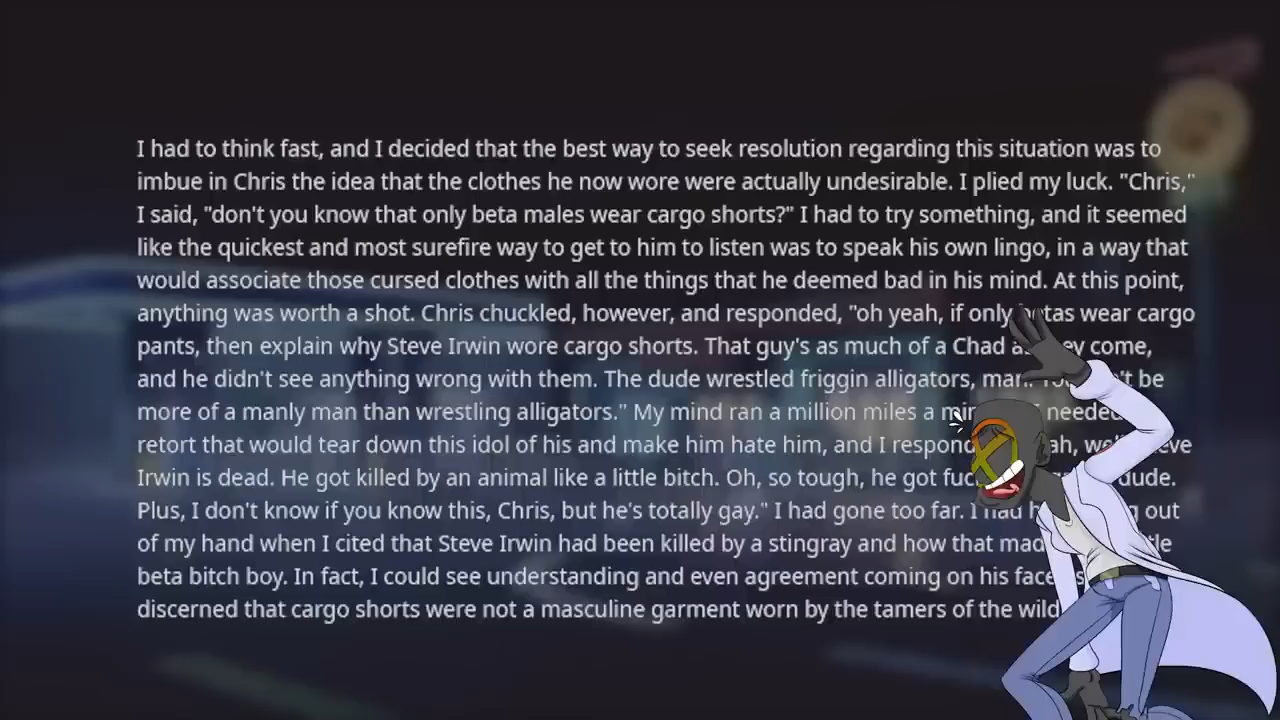 I had to think fast, and I decided that the best way to seek resolution regarding this situation was to
imbue in Chris the idea that the clothes he now wore were actually undesirable. I plied my luck. "Chris,"
I said, "don't you know that only beta males wear cargo shorts?" I had to try something, and it seemed
like the quickest and most surefire way to get to him to listen was to speak his own lingo, in a way that
would associate those cursed clothes with all the things that he deemed bad in his mind. At this point,
anything was worth a shot. Chris chuckled, however, and responded, "oh yeah, if only betas wear cargo
pants, then explain why Steve Irwin wore cargo shorts. That guy's as much of a Chad as they come,
and he didn't see anything wrong with them. The dude wrestled friggin alligators, man. be
more of a manly man than wrestling alligators." My mind ran a million miles a I needed
retort that would tear down this idol of his and make him hate him, and I
Irwin is dead. He got killed by an animal like a little bitch. Oh, so tough, he got dude.
Plus, I don't know if you know this, Chris, but he's totally gay." I had gone too far. I out
of my hand when I cited that Steve Irwin had been killed by a stingray and how that
beta bitch boy. In fact, I could see understanding and even agreement coming on his face
discerned that cargo shorts were not a masculine garment worn by the tamers of the wild